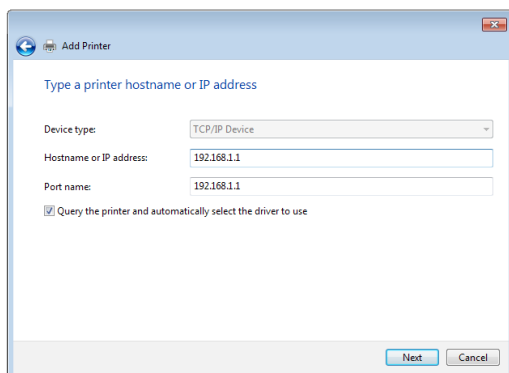 Add Printer
Type a printer hostname or IP address
Device type: TCP/IP Device
Hostname or IP address: 192.168.1.1
Port name: 192.168.1.1
Query the printer and automatically select the driver to use
Next Cancel